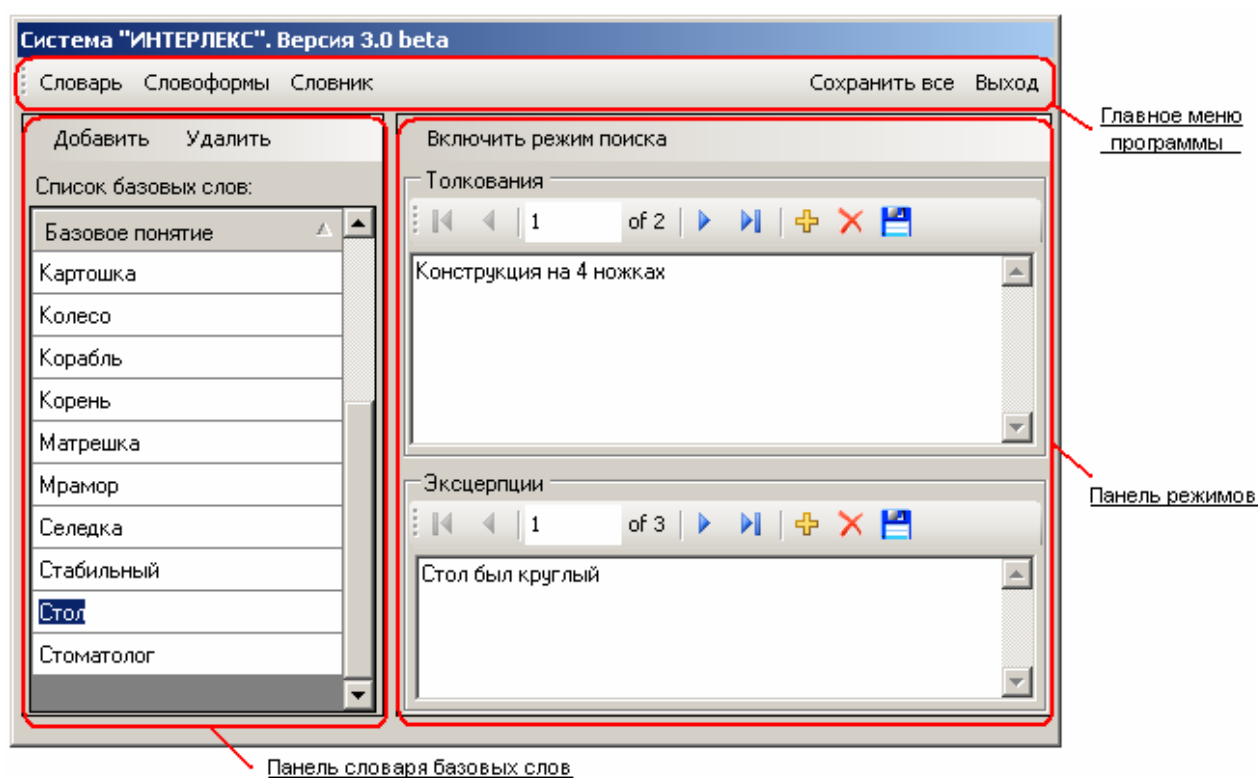 Система "ИНТЕРЛЕКС". Версия 3.0 beta
Словарь Словоформы Словник Сохранить все Выход
Главное меню
программы
Добавить Удалить
Список базовых слов:
Базовое понятие
Картошка
Колесо
Корабль
Корень
Матрешка
Мрамор
Селедка
Стабильный
Стол
Стоматолог
Включить режим поиска
Толкования
1 of 2
Конструкция на 4 ножках
Эксцерпции
1 of 3
Стол был круглый
Панель режимов
Панель словаря базовых слов